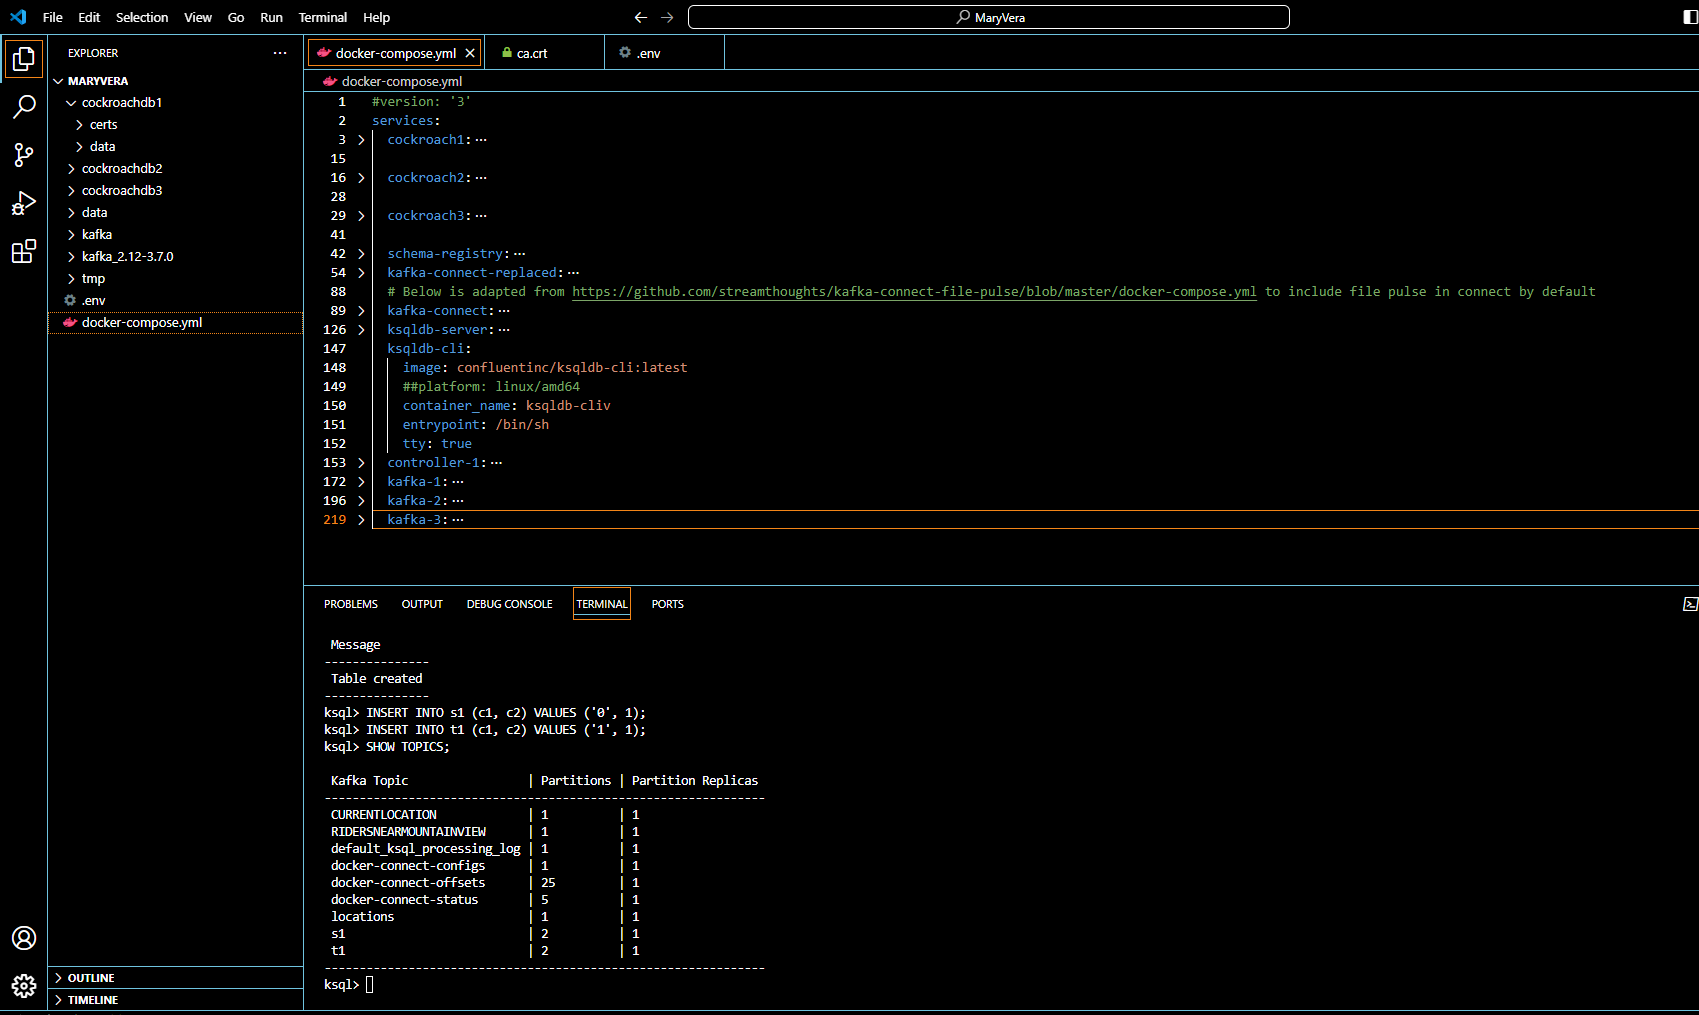 File Edit Selection View Go Run Terminal Help
MaryVera
EXPLORER
MARYVERA
cockroachdb1
certs
data
cockroachdb2
cockroachdb3
data
kafka
kafka_2.12-3.7.0
tmp
.env
docker-compose.yml
OUTLINE
TIMELINE
docker-compose.yml ca.crt .env
docker-compose.yml
1 #version: '3'
2 services:
3 cockroach1:
15
16 cockroach2:
28
29 cockroach3:
41
42 schema-registry:
54 kafka-connect-replaced:
88 # Below is adapted from https://github.com/streamthoughts/kafka-connect-file-pulse/blob/master/docker-compose.yml to include file pulse in connect by default
89 kafka-connect:
126 ksqldb-server:
147 ksqldb-cli:
148 image: confluentinc/ksqldb-cli:latest
149 ##platform: linux/amd64
150 container_name: ksqldb-cliv
151 entrypoint: /bin/sh
152 tty: true
153 controller-1:
172 kafka-1:
196 kafka-2:
219 kafka-3:
PROBLEMS OUTPUT DEBUG CONSOLE TERMINAL PORTS
Message
---------------
Table created
---------------
ksql> INSERT INTO s1 (c1, c2) VALUES ('0', 1);
ksql> INSERT INTO t1 (c1, c2) VALUES ('1', 1);
ksql> SHOW TOPICS;
Kafka Topic | Partitions | Partition Replicas
---------------------------------------------------------------
CURRENTLOCATION | 1 | 1
RIDERSNEARMOUNTAINVIEW | 1 | 1
default_ksql_processing_log | 1 | 1
docker-connect-configs | 1 | 1
docker-connect-offsets | 25 | 1
docker-connect-status | 5 | 1
locations | 1 | 1
s1 | 2 | 1
t1 | 2 | 1
---------------------------------------------------------------
ksql>